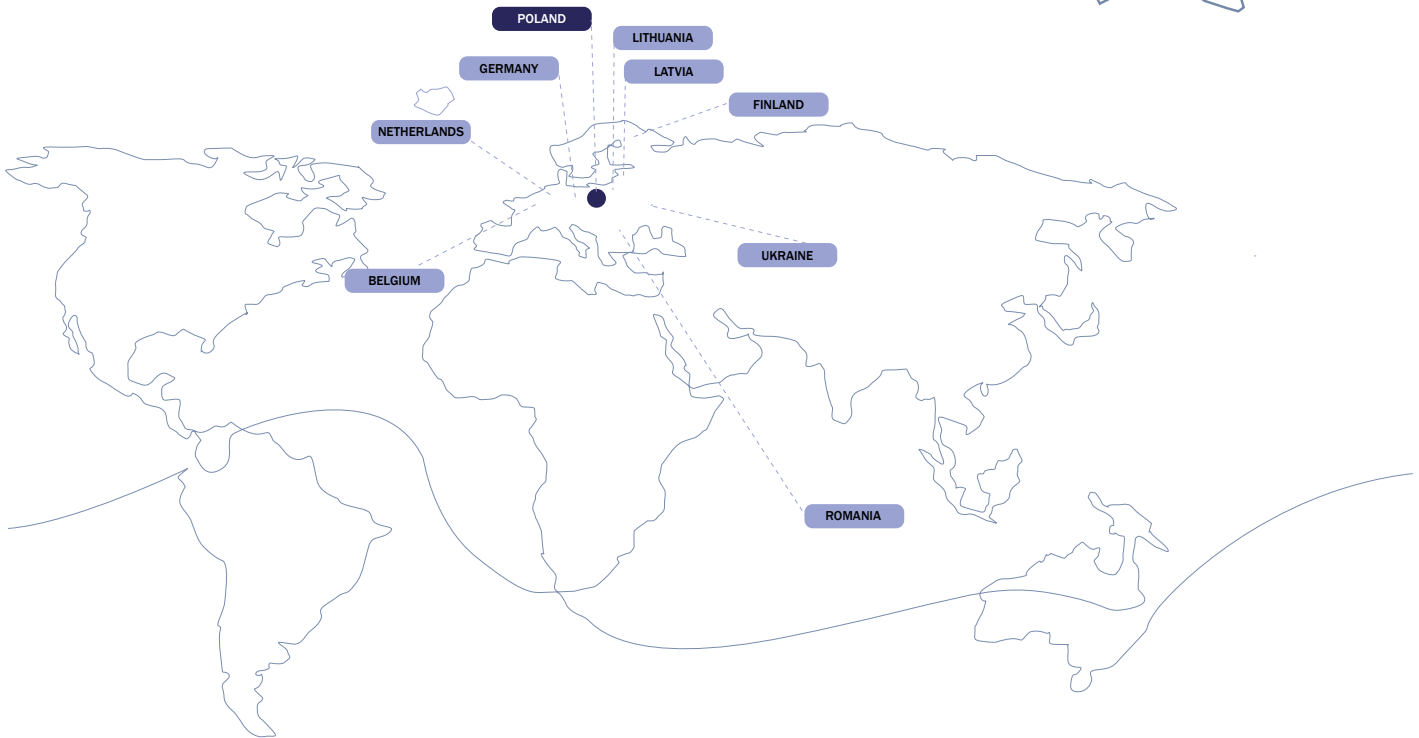 POLAND
LITHUANIA
GERMANY
LATVIA
FINLAND
NETHERLANDS
UKRAINE
BELGIUM
ROMANIA